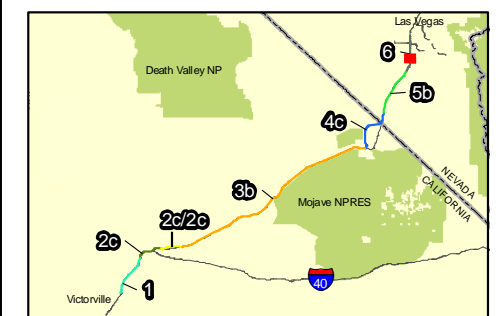 Las Vegas
6
Death Valley NP
5b
4c
NEVADA
CALIFORNIA
3b
Mojave NPRES
2c/2c
2c
40
1
Victorville